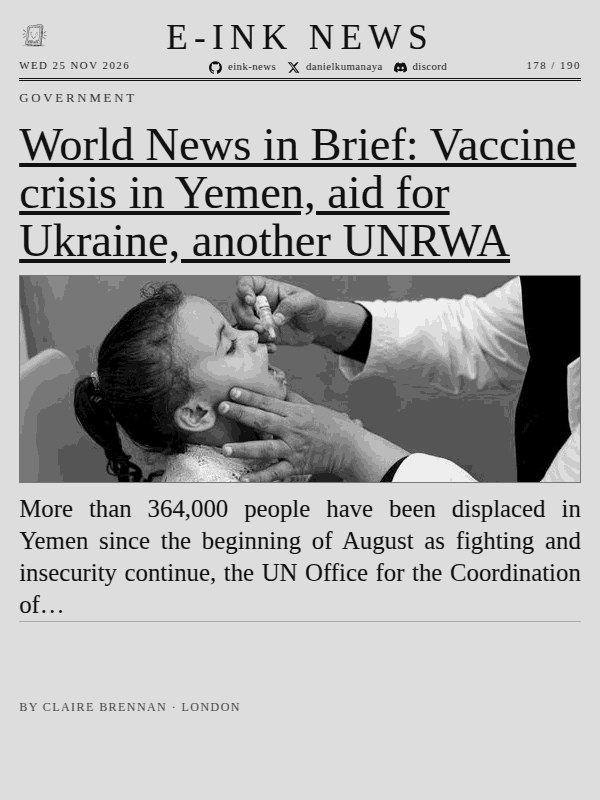 E-INK NEWS
WED 25 NOV 2026
eink-news danielkumanaya discord
178 / 190
GOVERNMENT
World News in Brief: Vaccine
crisis in Yemen, aid for
Ukraine, another UNRWA
More than 364,000 people have been displaced in
Yemen since the beginning of August as fighting and
insecurity continue, the UN Office for the Coordination
of…
BY CLAIRE BRENNAN · LONDON